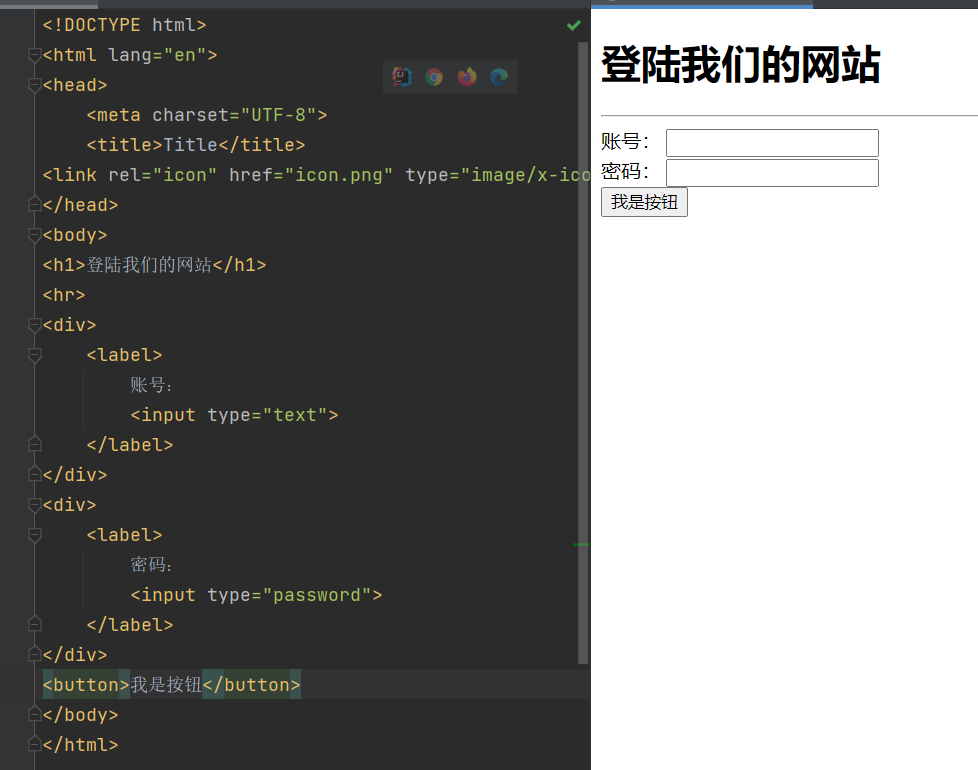 <!DOCTYPE html>
<html lang="en">
<head>
    <meta charset="UTF-8">
    <title>Title</title>
<link rel="icon" href="icon.png" type="image/x-ico
</head>
<body>
<h1>登陆我们的网站</h1>
<hr>
<div>
    <label>
        账号：
        <input type="text">
    </label>
</div>
<div>
    <label>
        密码：
        <input type="password">
    </label>
</div>
<button>我是按钮</button>
</body>
</html>
登陆我们的网站
账号：
密码：
我是按钮